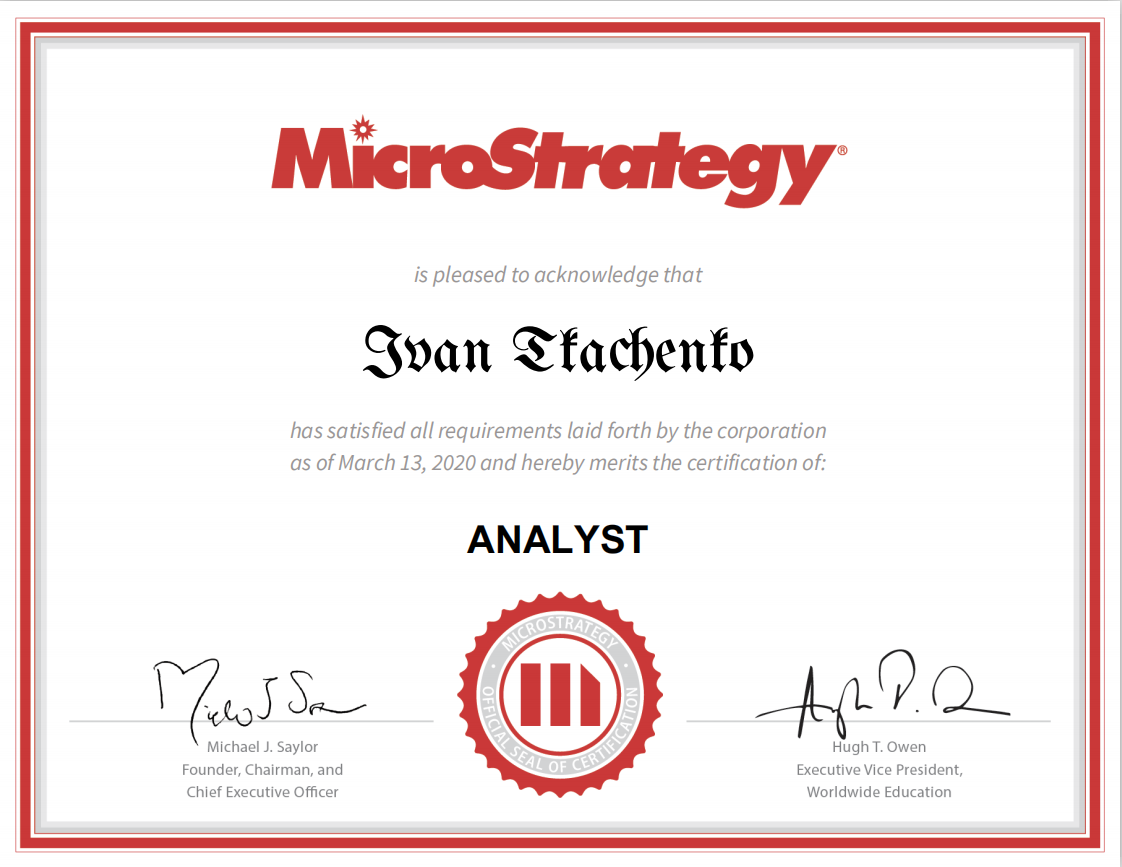 MicroStrategy®
is pleased to acknowledge that
Ivan Tkachenko
has satisfied all requirements laid forth by the corporation
as of March 13, 2020 and hereby merits the certification of:
ANALYST
MICROSTRATEGY
OFFICIAL SEAL OF CERTIFICATION
Michael J. Saylor
Founder, Chairman, and
Chief Executive Officer
Hugh T. Owen
Executive Vice President,
Worldwide Education